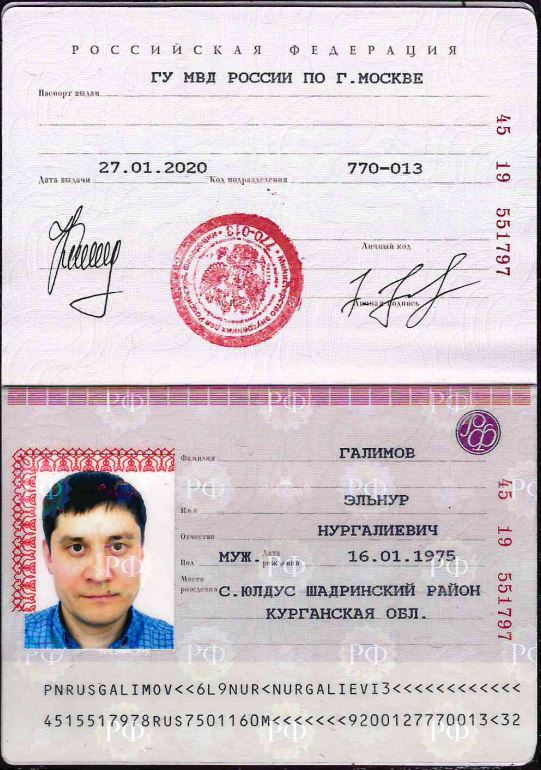 РОССИЙСКАЯ ФЕДЕРАЦИЯ
ГУ МВД РОССИИ ПО Г.МОСКВЕ
Паспорт выдан
27.01.2020 770-013
Дата выдачи Код подразделения
45 19 551797
Личный код
Личная подпись
770-013
РФ
Фамилия ГАЛИМОВ
Имя ЭЛЬНУР
Отчество НУРГАЛИЕВИЧ
Пол МУЖ. Дата рождения 16.01.1975
Место рождения С.ЮЛДУС ШАДРИНСКИЙ РАЙОН
КУРГАНСКАЯ ОБЛ.
45 19 551797
PNRUSGALIMOV<<6L9NUR<NURGALIEVI3<<<<<<<<<<<<
4515517978RUS7501160M<<<<<<<9200127770013<32